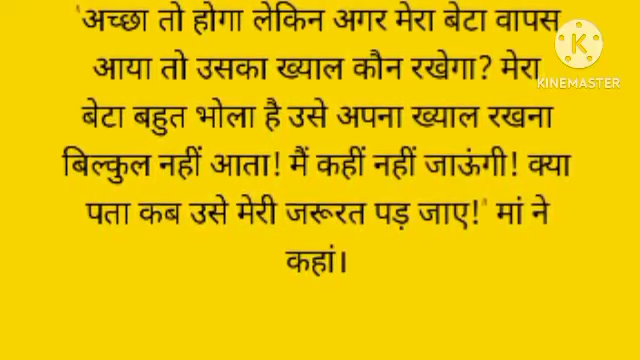 'अच्छा तो होगा लेकिन अगर मेरा बेटा वापस
आया तो उसका ख्याल कौन रखेगा? मेरा
बेटा बहुत भोला है उसे अपना ख्याल रखना
बिल्कुल नहीं आता! मैं कहीं नहीं जाऊंगी! क्या
पता कब उसे मेरी जरूरत पड़ जाए!' मां ने
कहां।
K
KINEMASTER